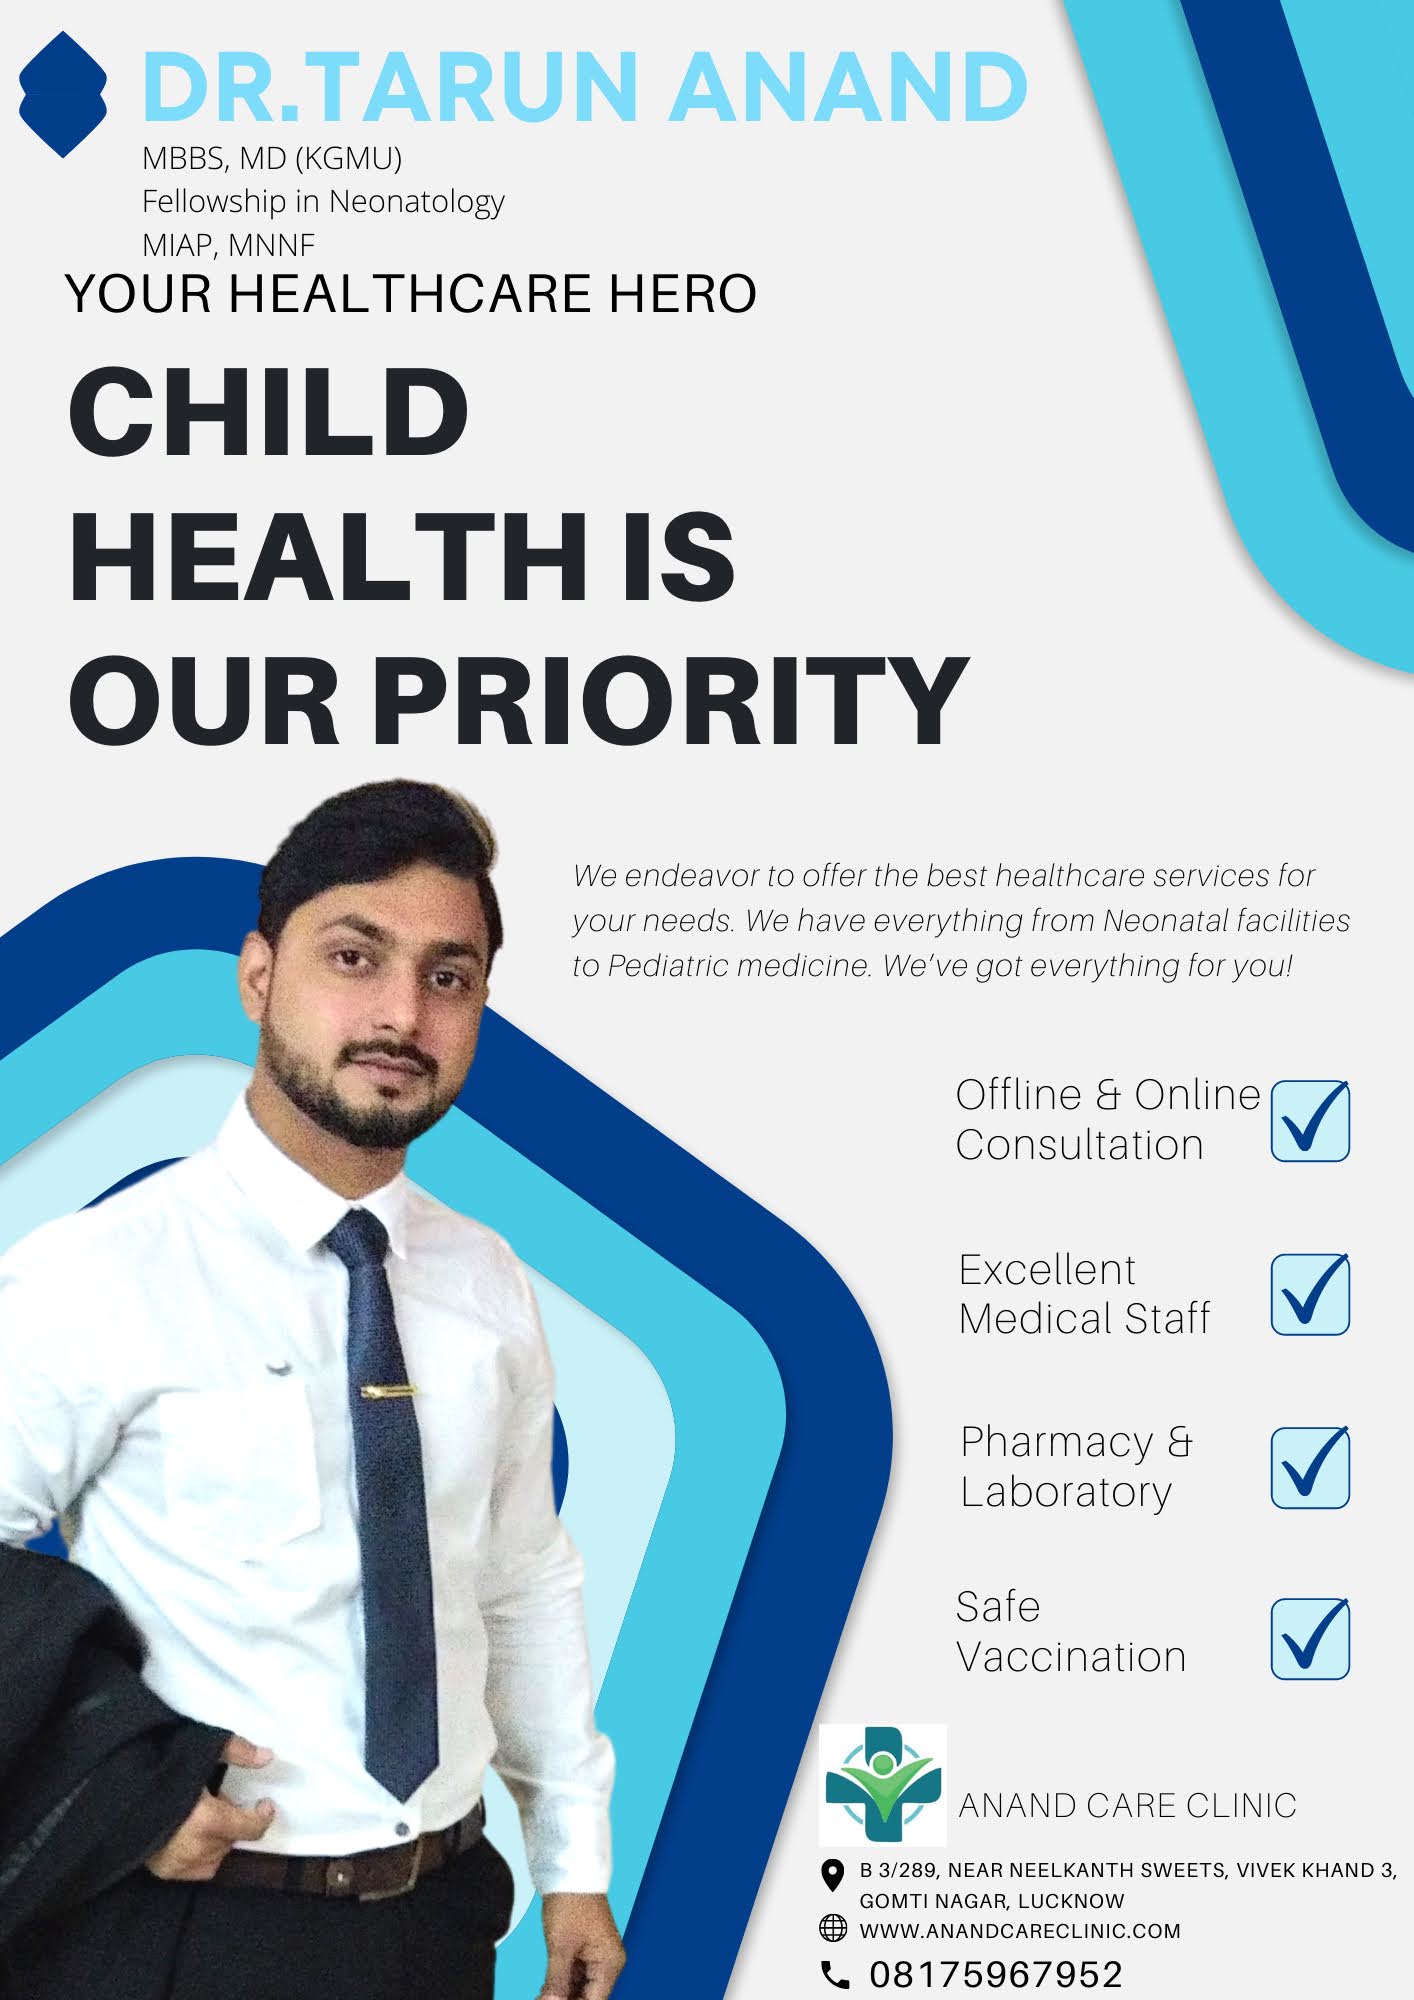 DR.TARUN ANAND
MBBS, MD (KGMU)
Fellowship in Neonatology
MIAP, MNNF
YOUR HEALTHCARE HERO
CHILD
HEALTH IS
OUR PRIORITY
We endeavor to offer the best healthcare services for
your needs. We have everything from Neonatal facilities
to Pediatric medicine. We've got everything for you!
Offline & Online
Consultation
Excellent
Medical Staff
Pharmacy &
Laboratory
Safe
Vaccination
ANAND CARE CLINIC
B 3/289, NEAR NEELKANTH SWEETS, VIVEK KHAND 3,
GOMTI NAGAR, LUCKNOW
WWW.ANANDCARECLINIC.COM
08175967952